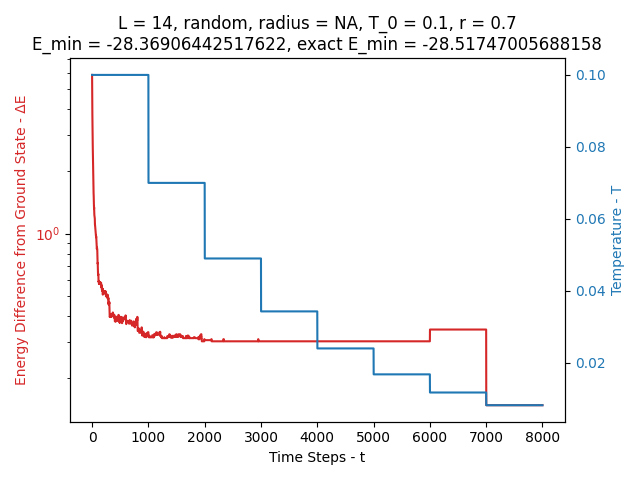 L = 14, random, radius = NA, T_0 = 0.1, r = 0.7
E_min = -28.36906442517622, exact E_min = -28.51747005688158
Energy Difference from Ground State - ΔE
10⁰
0.10
0.08
0.06
0.04
0.02
Temperature - T
0 1000 2000 3000 4000 5000 6000 7000 8000
Time Steps - t